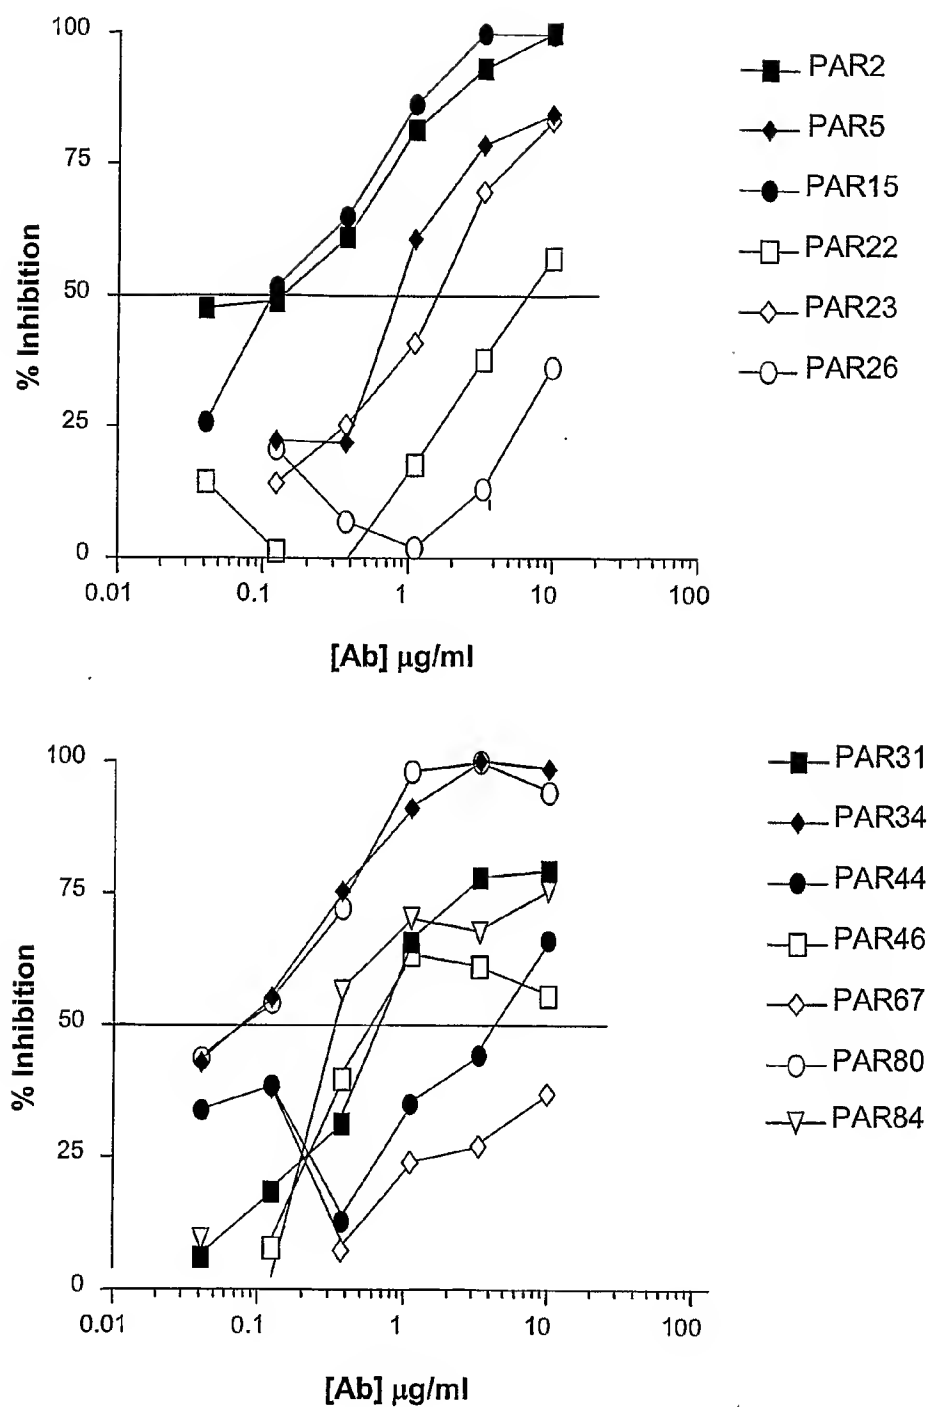 100
75
50
25
0
% Inhibition
0.01 0.1 1 10 100
[Ab] µg/ml
PAR2
PAR5
PAR15
PAR22
PAR23
PAR26
100
75
50
25
0
% Inhibition
0.01 0.1 1 10 100
[Ab] µg/ml
PAR31
PAR34
PAR44
PAR46
PAR67
PAR80
PAR84